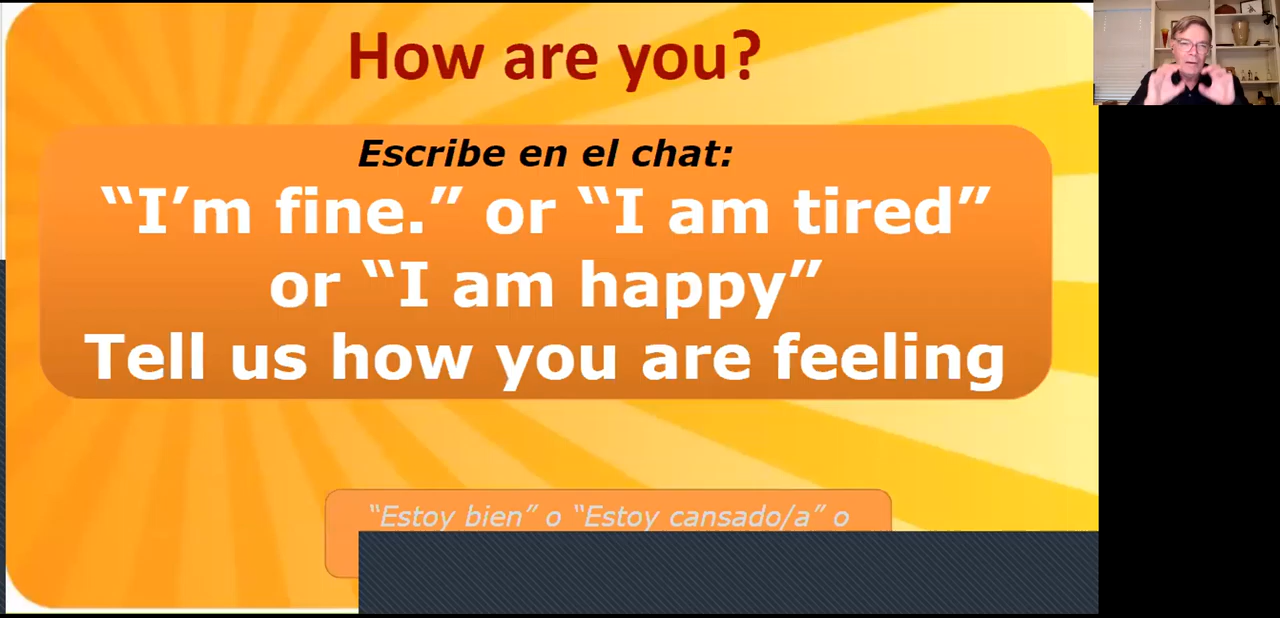 How are you?
Escribe en el chat:
“I’m fine.” or “I am tired”
or “I am happy”
Tell us how you are feeling
“Estoy bien” o “Estoy cansado/a” o